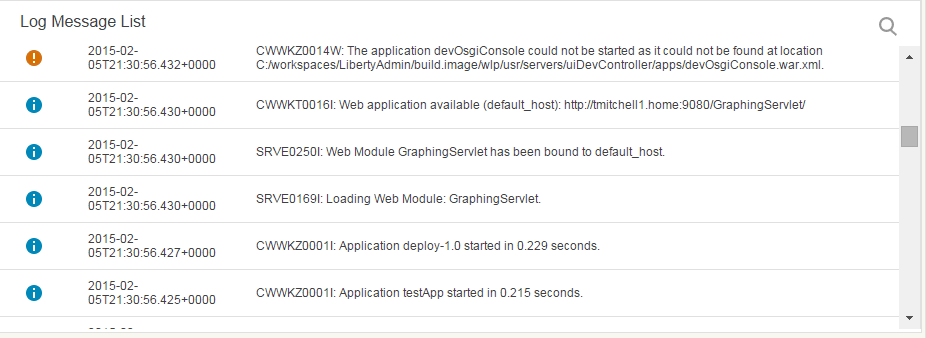 Log Message List
2015-02-
05T21:30:56.432+0000
CWWKZ0014W: The application devOsgiConsole could not be started as it could not be found at location
C:/workspaces/LibertyAdmin/build.image/wlp/usr/servers/uiDevController/apps/devOsgiConsole.war.xml.
2015-02-
05T21:30:56.430+0000
CWWKT0016I: Web application available (default_host): http://tmitchell1.home:9080/GraphingServlet/
2015-02-
05T21:30:56.430+0000
SRVE0250I: Web Module GraphingServlet has been bound to default_host.
2015-02-
05T21:30:56.430+0000
SRVE0169I: Loading Web Module: GraphingServlet.
2015-02-
05T21:30:56.427+0000
CWWKZ0001I: Application deploy-1.0 started in 0.229 seconds.
2015-02-
05T21:30:56.425+0000
CWWKZ0001I: Application testApp started in 0.215 seconds.